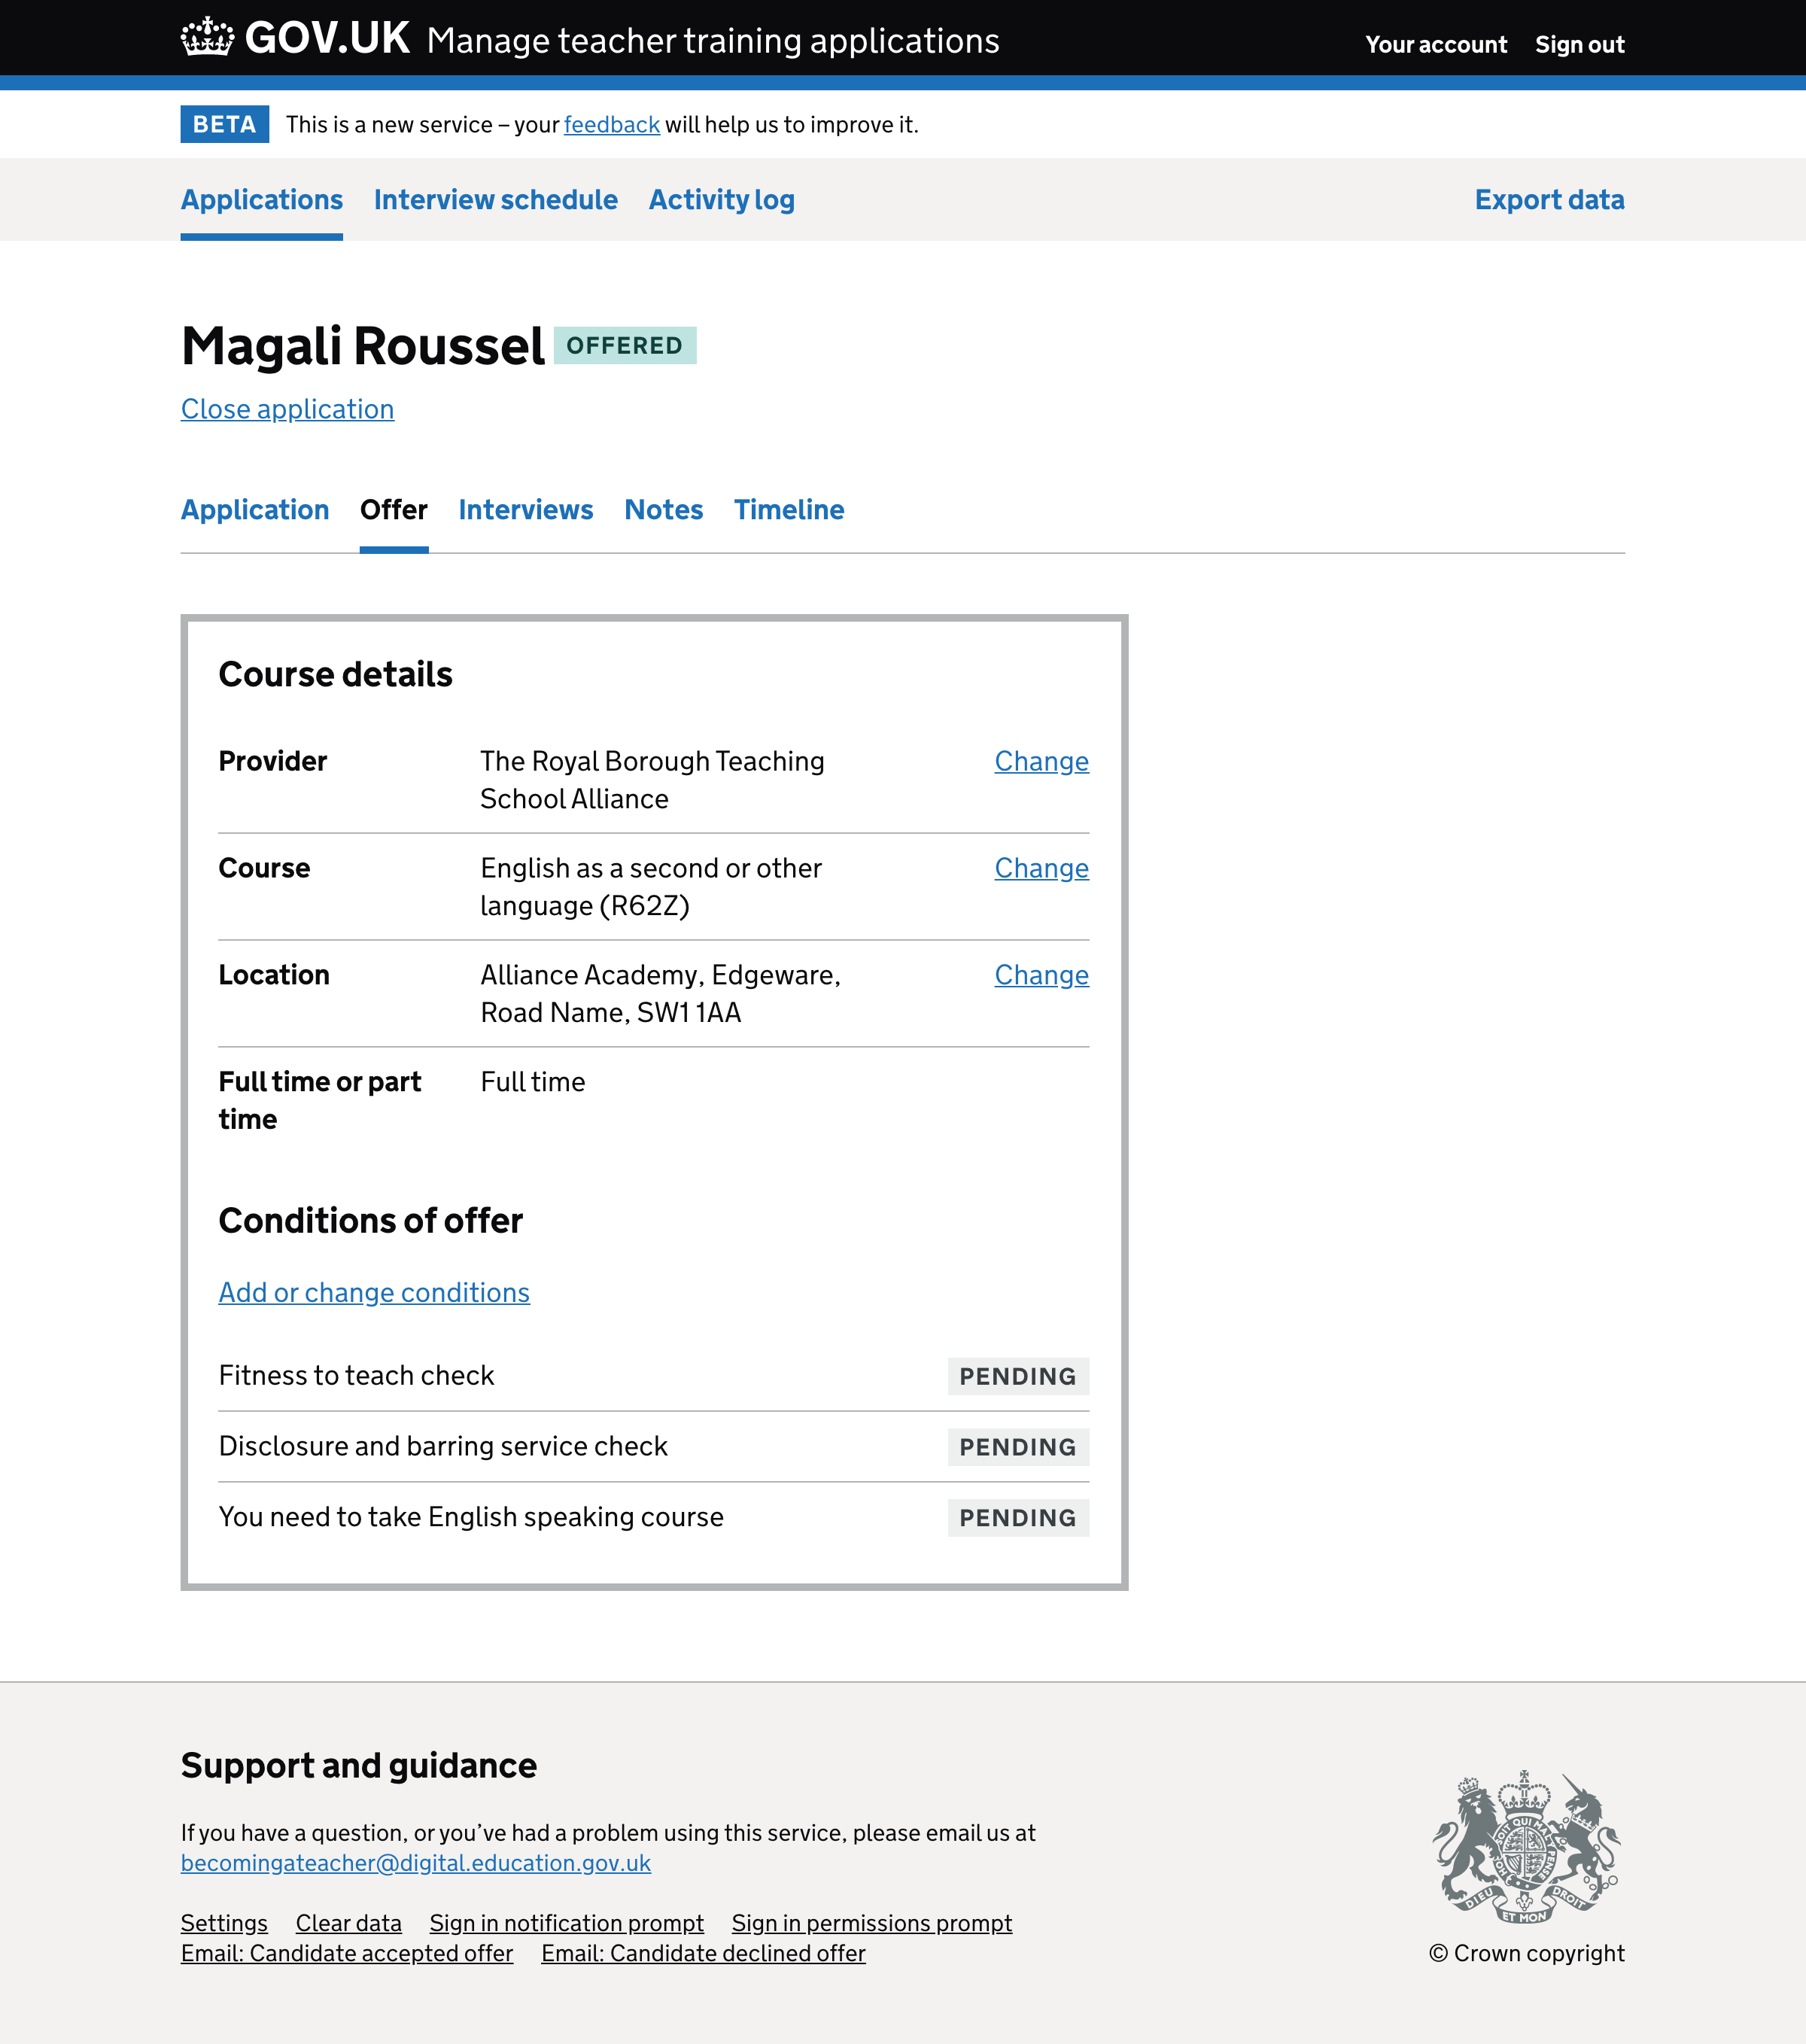 GOV.UK Manage teacher training applications
Your account Sign out
BETA This is a new service – your feedback will help us to improve it.
Applications Interview schedule Activity log Export data
Magali Roussel OFFERED
Close application
Application Offer Interviews Notes Timeline
Course details
Provider The Royal Borough Teaching Change
School Alliance
Course English as a second or other Change
language (R62Z)
Location Alliance Academy, Edgeware, Change
Road Name, SW1 1AA
Full time or part Full time
time
Conditions of offer
Add or change conditions
Fitness to teach check PENDING
Disclosure and barring service check PENDING
You need to take English speaking course PENDING
Support and guidance
If you have a question, or you’ve had a problem using this service, please email us at
becomingateacher@digital.education.gov.uk
Settings Clear data Sign in notification prompt Sign in permissions prompt
Email: Candidate accepted offer Email: Candidate declined offer
DIEU ET MON DROIT
© Crown copyright